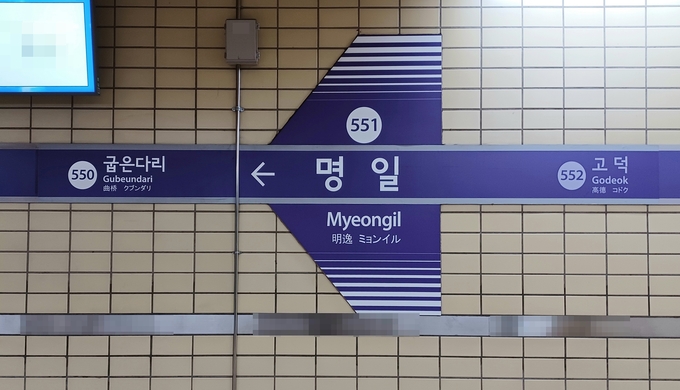 551
550 굽은다리
Gubeundari
曲桥 クブンダリ
← 명 일
Myeongil
明逸 ミョンイル
552 고 덕
Godeok
高德 コドク